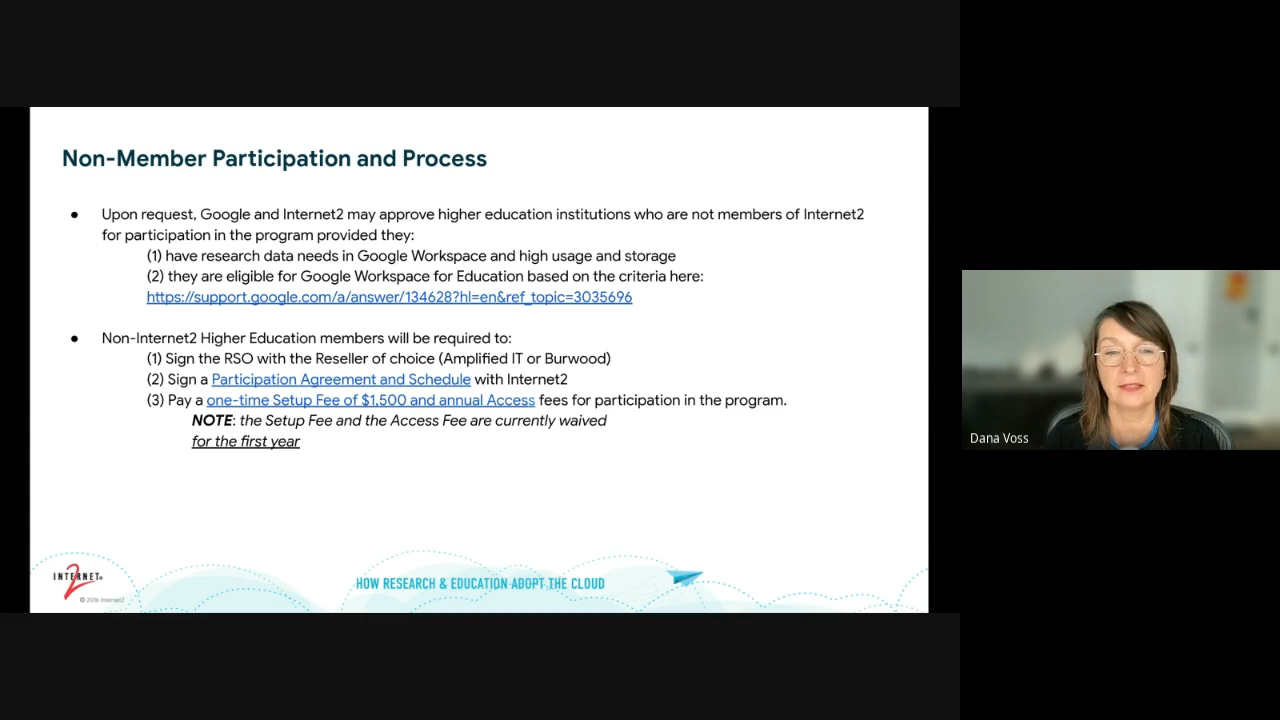 Non-Member Participation and Process
● Upon request, Google and Internet2 may approve higher education institutions who are not members of Internet2
for participation in the program provided they:
(1) have research data needs in Google Workspace and high usage and storage
(2) they are eligible for Google Workspace for Education based on the criteria here:
https://support.google.com/a/answer/134628?hl=en&ref_topic=3035696
● Non-Internet2 Higher Education members will be required to:
(1) Sign the RSO with the Reseller of choice (Amplified IT or Burwood)
(2) Sign a Participation Agreement and Schedule with Internet2
(3) Pay a one-time Setup Fee of $1,500 and annual Access fees for participation in the program.
NOTE: the Setup Fee and the Access Fee are currently waived
for the first year
INTERNET2®
© 2016 Internet2
HOW RESEARCH & EDUCATION ADOPT THE CLOUD
Dana Voss